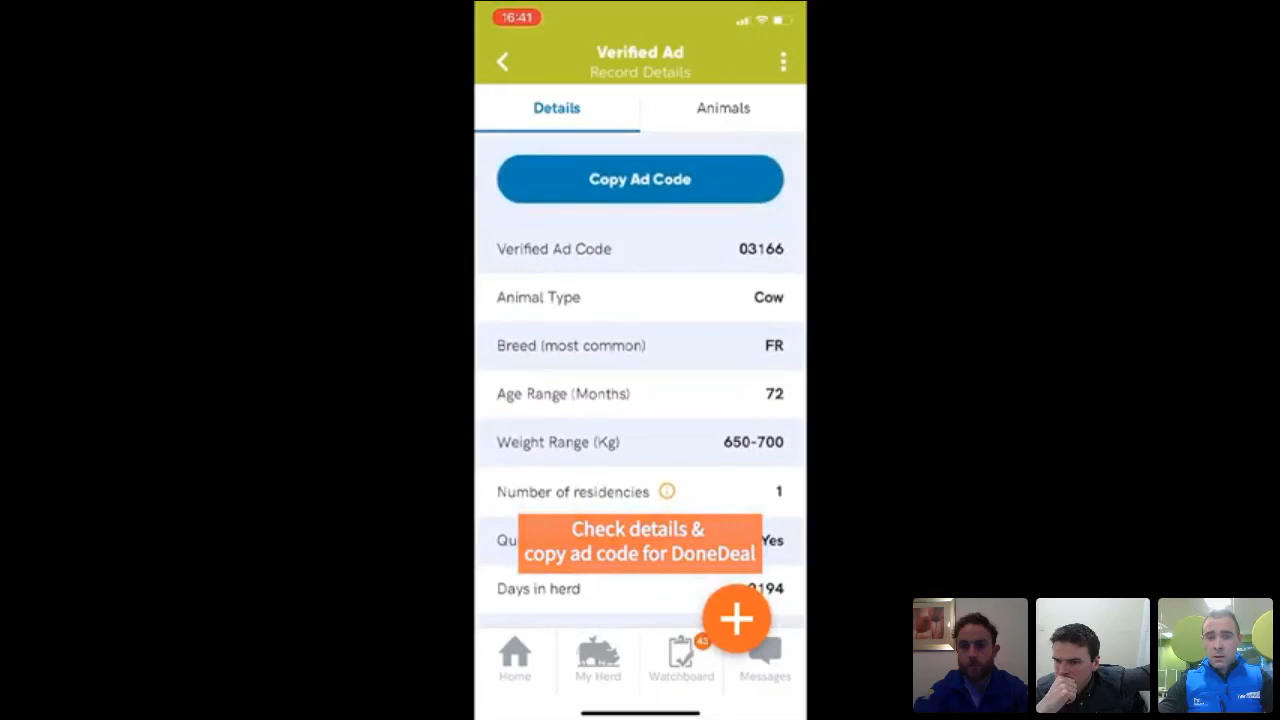 16:41
Verified Ad
Record Details
Details
Animals
Copy Ad Code
Verified Ad Code 03166
Animal Type Cow
Breed (most common) FR
Age Range (Months) 72
Weight Range (Kg) 650-700
Number of residencies 1
Check details &
copy ad code for DoneDeal
Yes
Days in herd
43
Home
My Herd
Watchboard
Messages